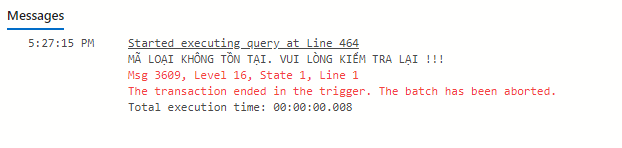 Messages
5:27:15 PM Started executing query at Line 464
MÃ LOẠI KHÔNG TỒN TẠI. VUI LÒNG KIỂM TRA LẠI !!!
Msg 3609, Level 16, State 1, Line 1
The transaction ended in the trigger. The batch has been aborted.
Total execution time: 00:00:00.008